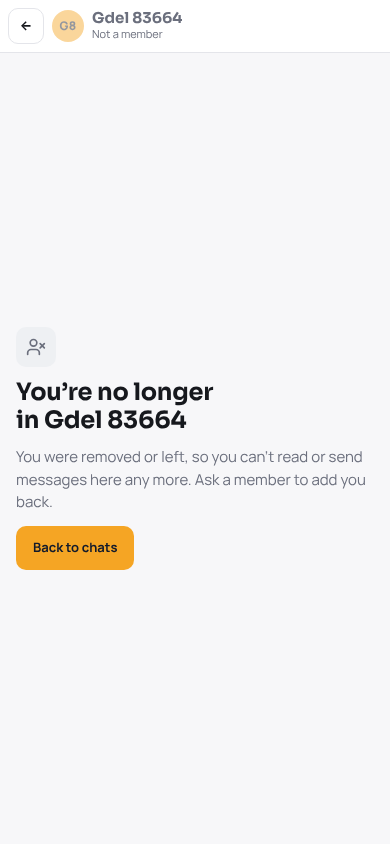 G8
Gdel 83664
Not a member
You’re no longer
in Gdel 83664
You were removed or left, so you can't read or send
messages here any more. Ask a member to add you
back.
Back to chats